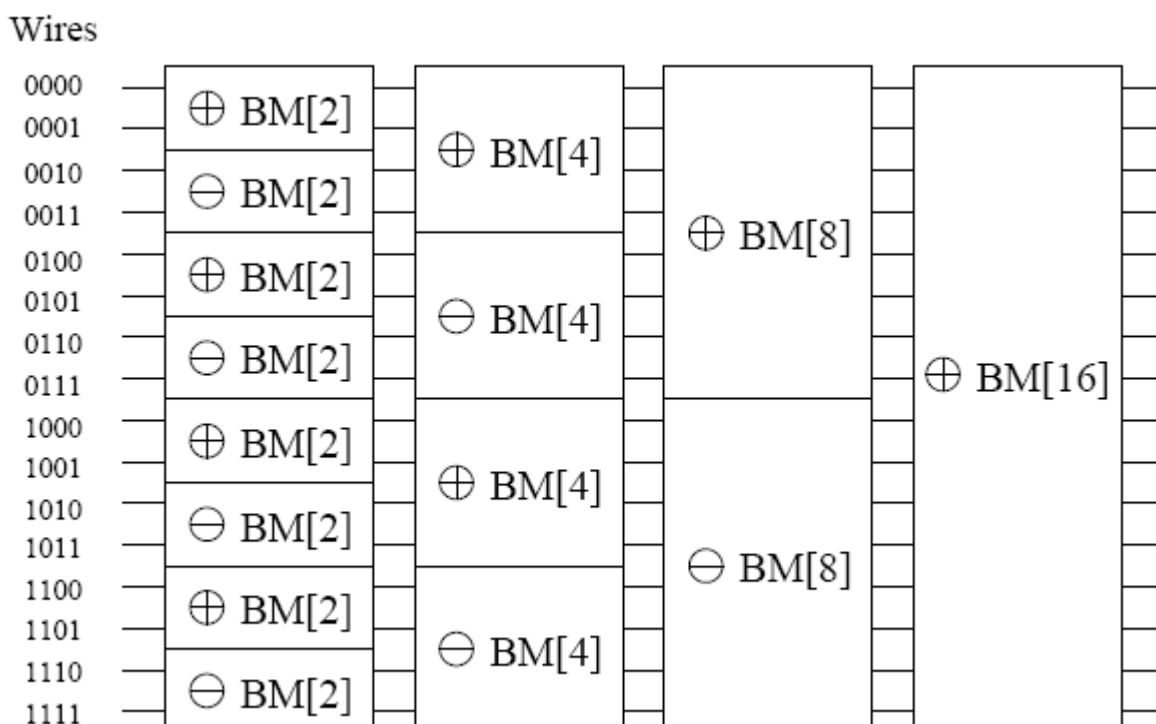 Wires
0000
0001
0010
0011
0100
0101
0110
0111
1000
1001
1010
1011
1100
1101
1110
1111
⊕ BM[2]
⊖ BM[2]
⊕ BM[2]
⊖ BM[2]
⊕ BM[2]
⊖ BM[2]
⊕ BM[2]
⊖ BM[2]
⊕ BM[4]
⊖ BM[4]
⊕ BM[4]
⊖ BM[4]
⊕ BM[8]
⊖ BM[8]
⊕ BM[16]